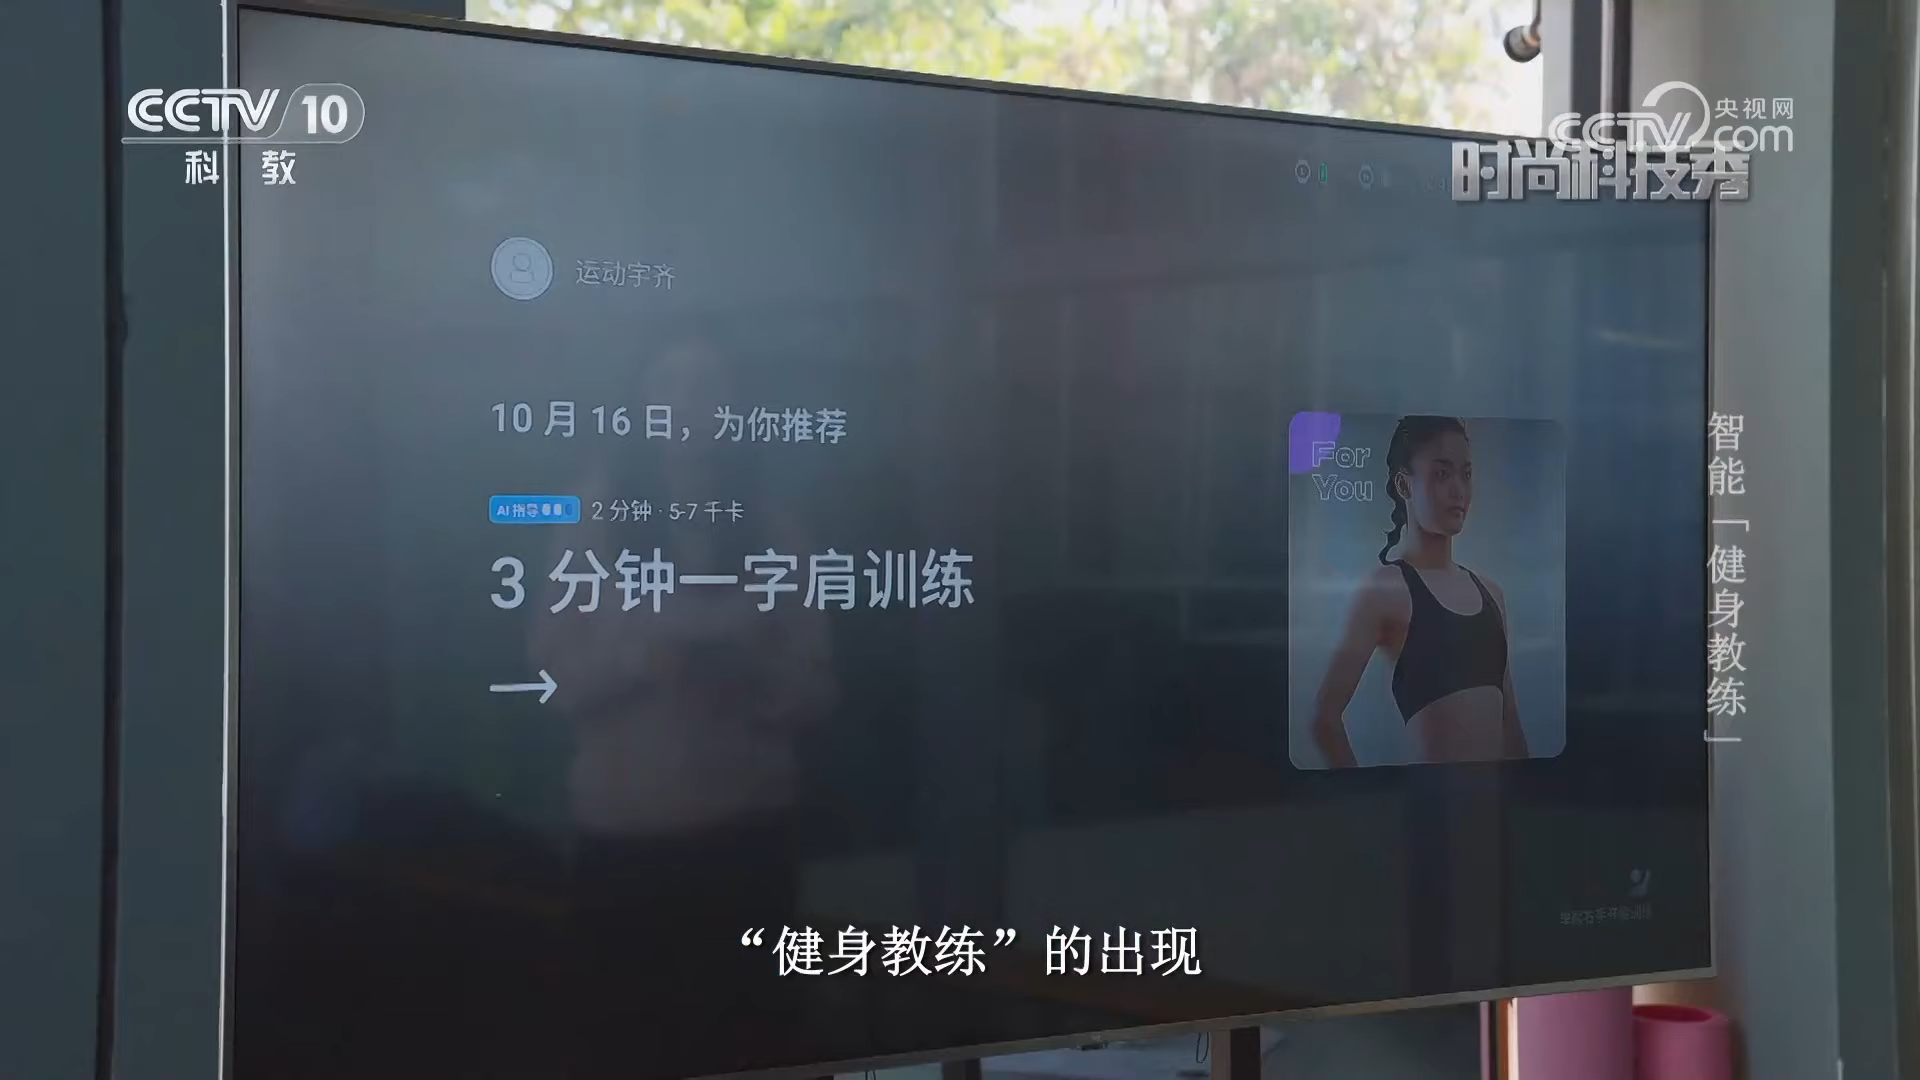 CCTV 10
科 教
央视网
CCTV.com
时尚科技秀
运动宇齐
10 月 16 日，为你推荐
AI 指导
2 分钟 · 5-7 千卡
3 分钟一字肩训练
For
You
智能「健身教练」
“健身教练”的出现